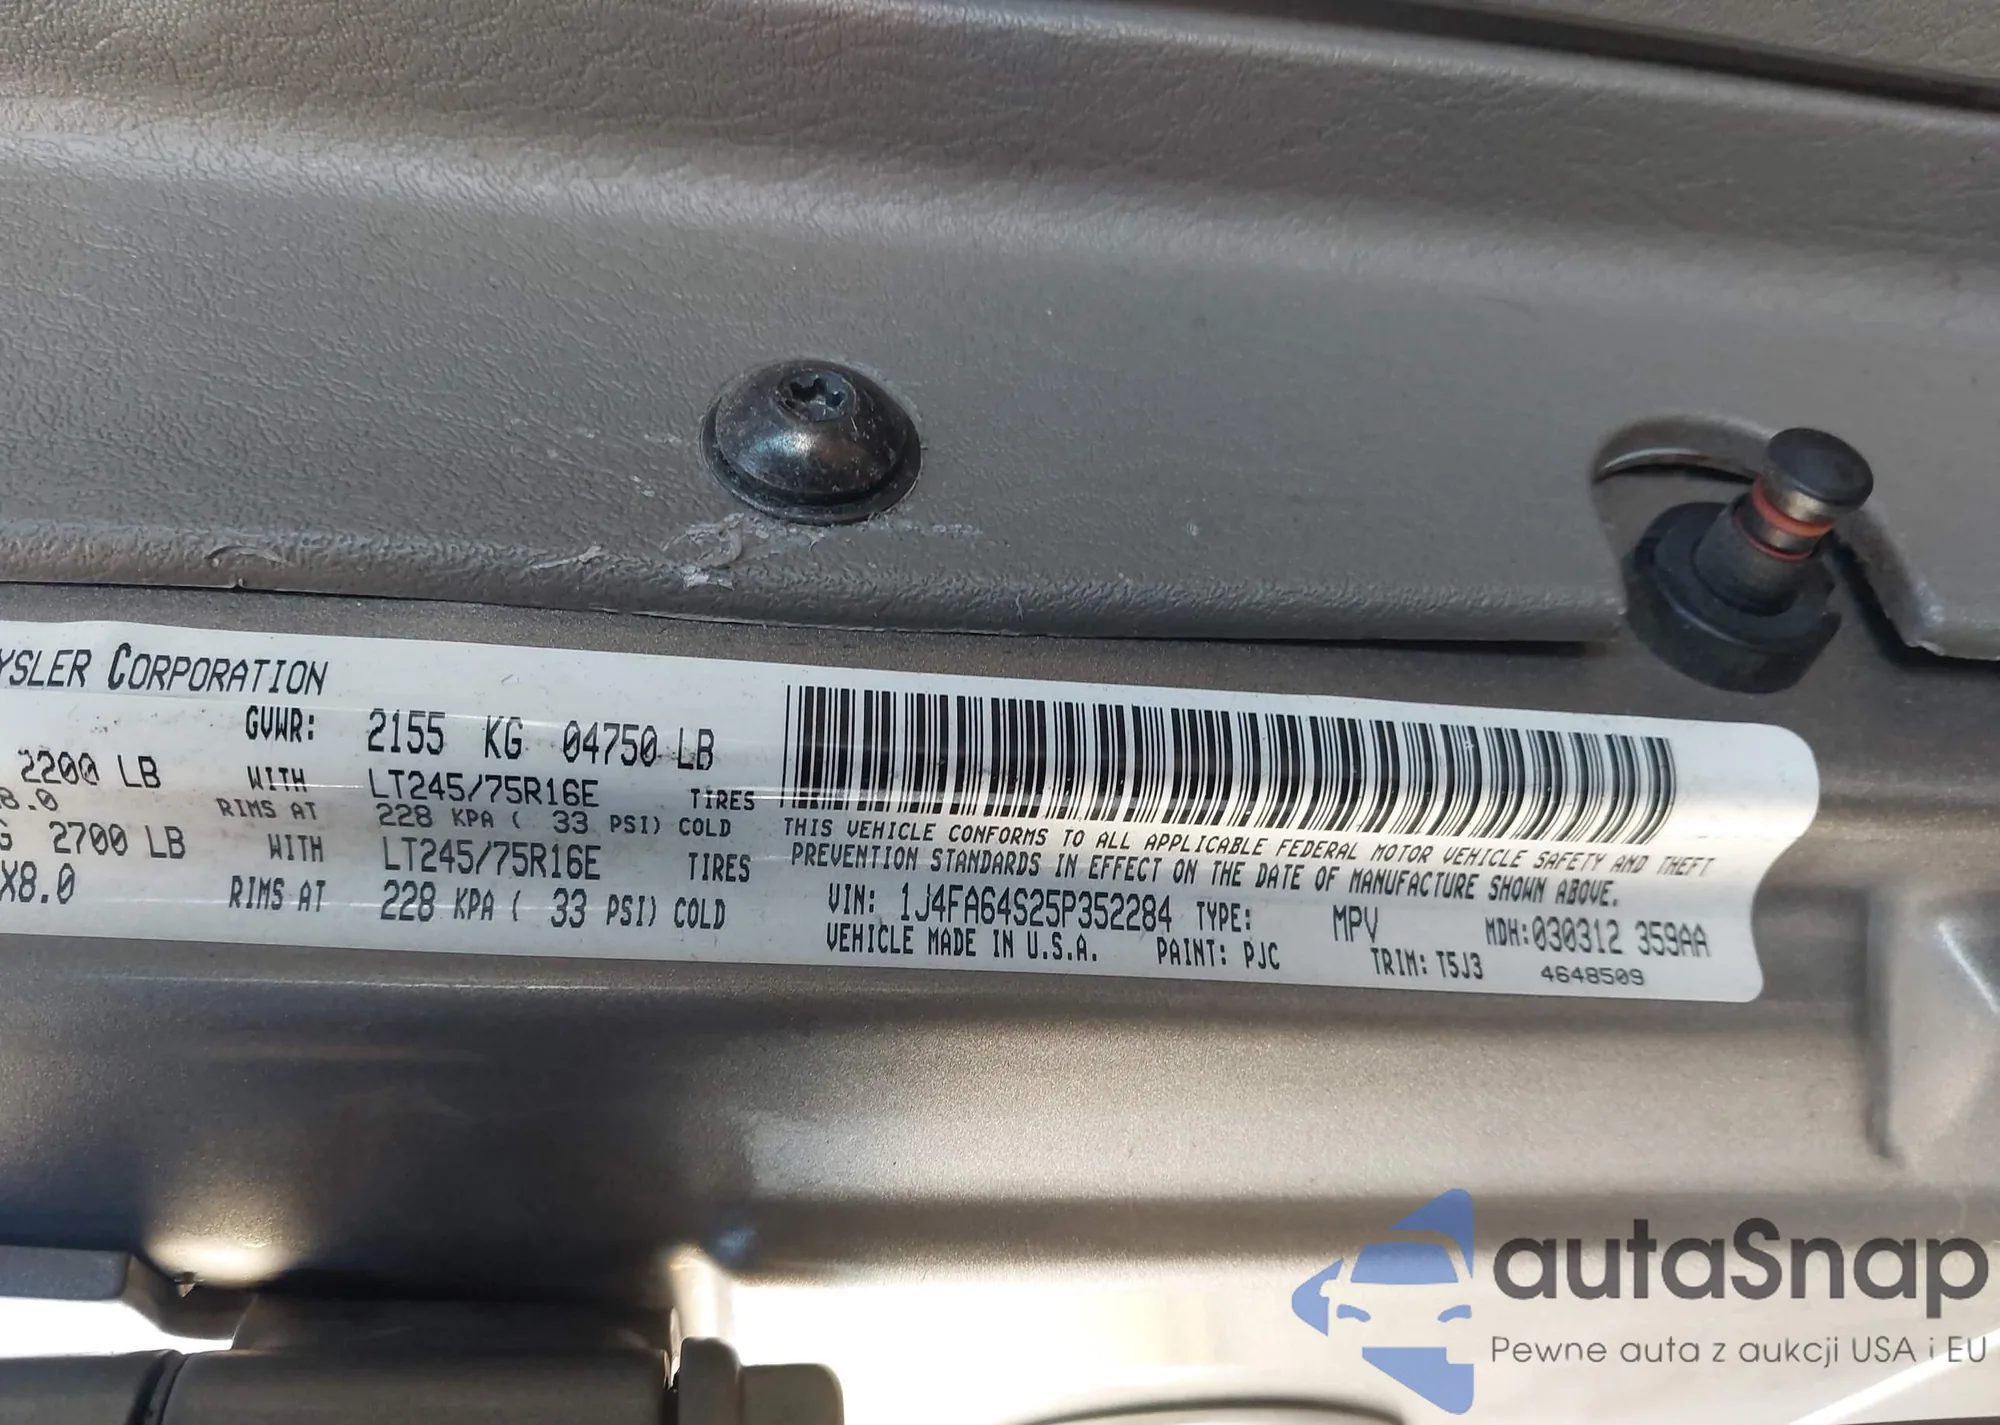 YSLER CORPORATION
GVWR: 2155 KG 04750 LB
2200 LB WITH LT245/75R16E TIRES
8.0 RIMS AT 228 KPA ( 33 PSI) COLD
G 2700 LB WITH LT245/75R16E TIRES
X8.0 RIMS AT 228 KPA ( 33 PSI) COLD
THIS VEHICLE CONFORMS TO ALL APPLICABLE FEDERAL MOTOR VEHICLE SAFETY AND THEFT
PREVENTION STANDARDS IN EFFECT ON THE DATE OF MANUFACTURE SHOWN ABOVE.
VIN: 1J4FA64S25P352284 TYPE: MPV MDH:030312 359AA
VEHICLE MADE IN U.S.A. PAINT: PJC TRIM: T5J3 4648509
autaSnap
Pewne auta z aukcji USA i EU